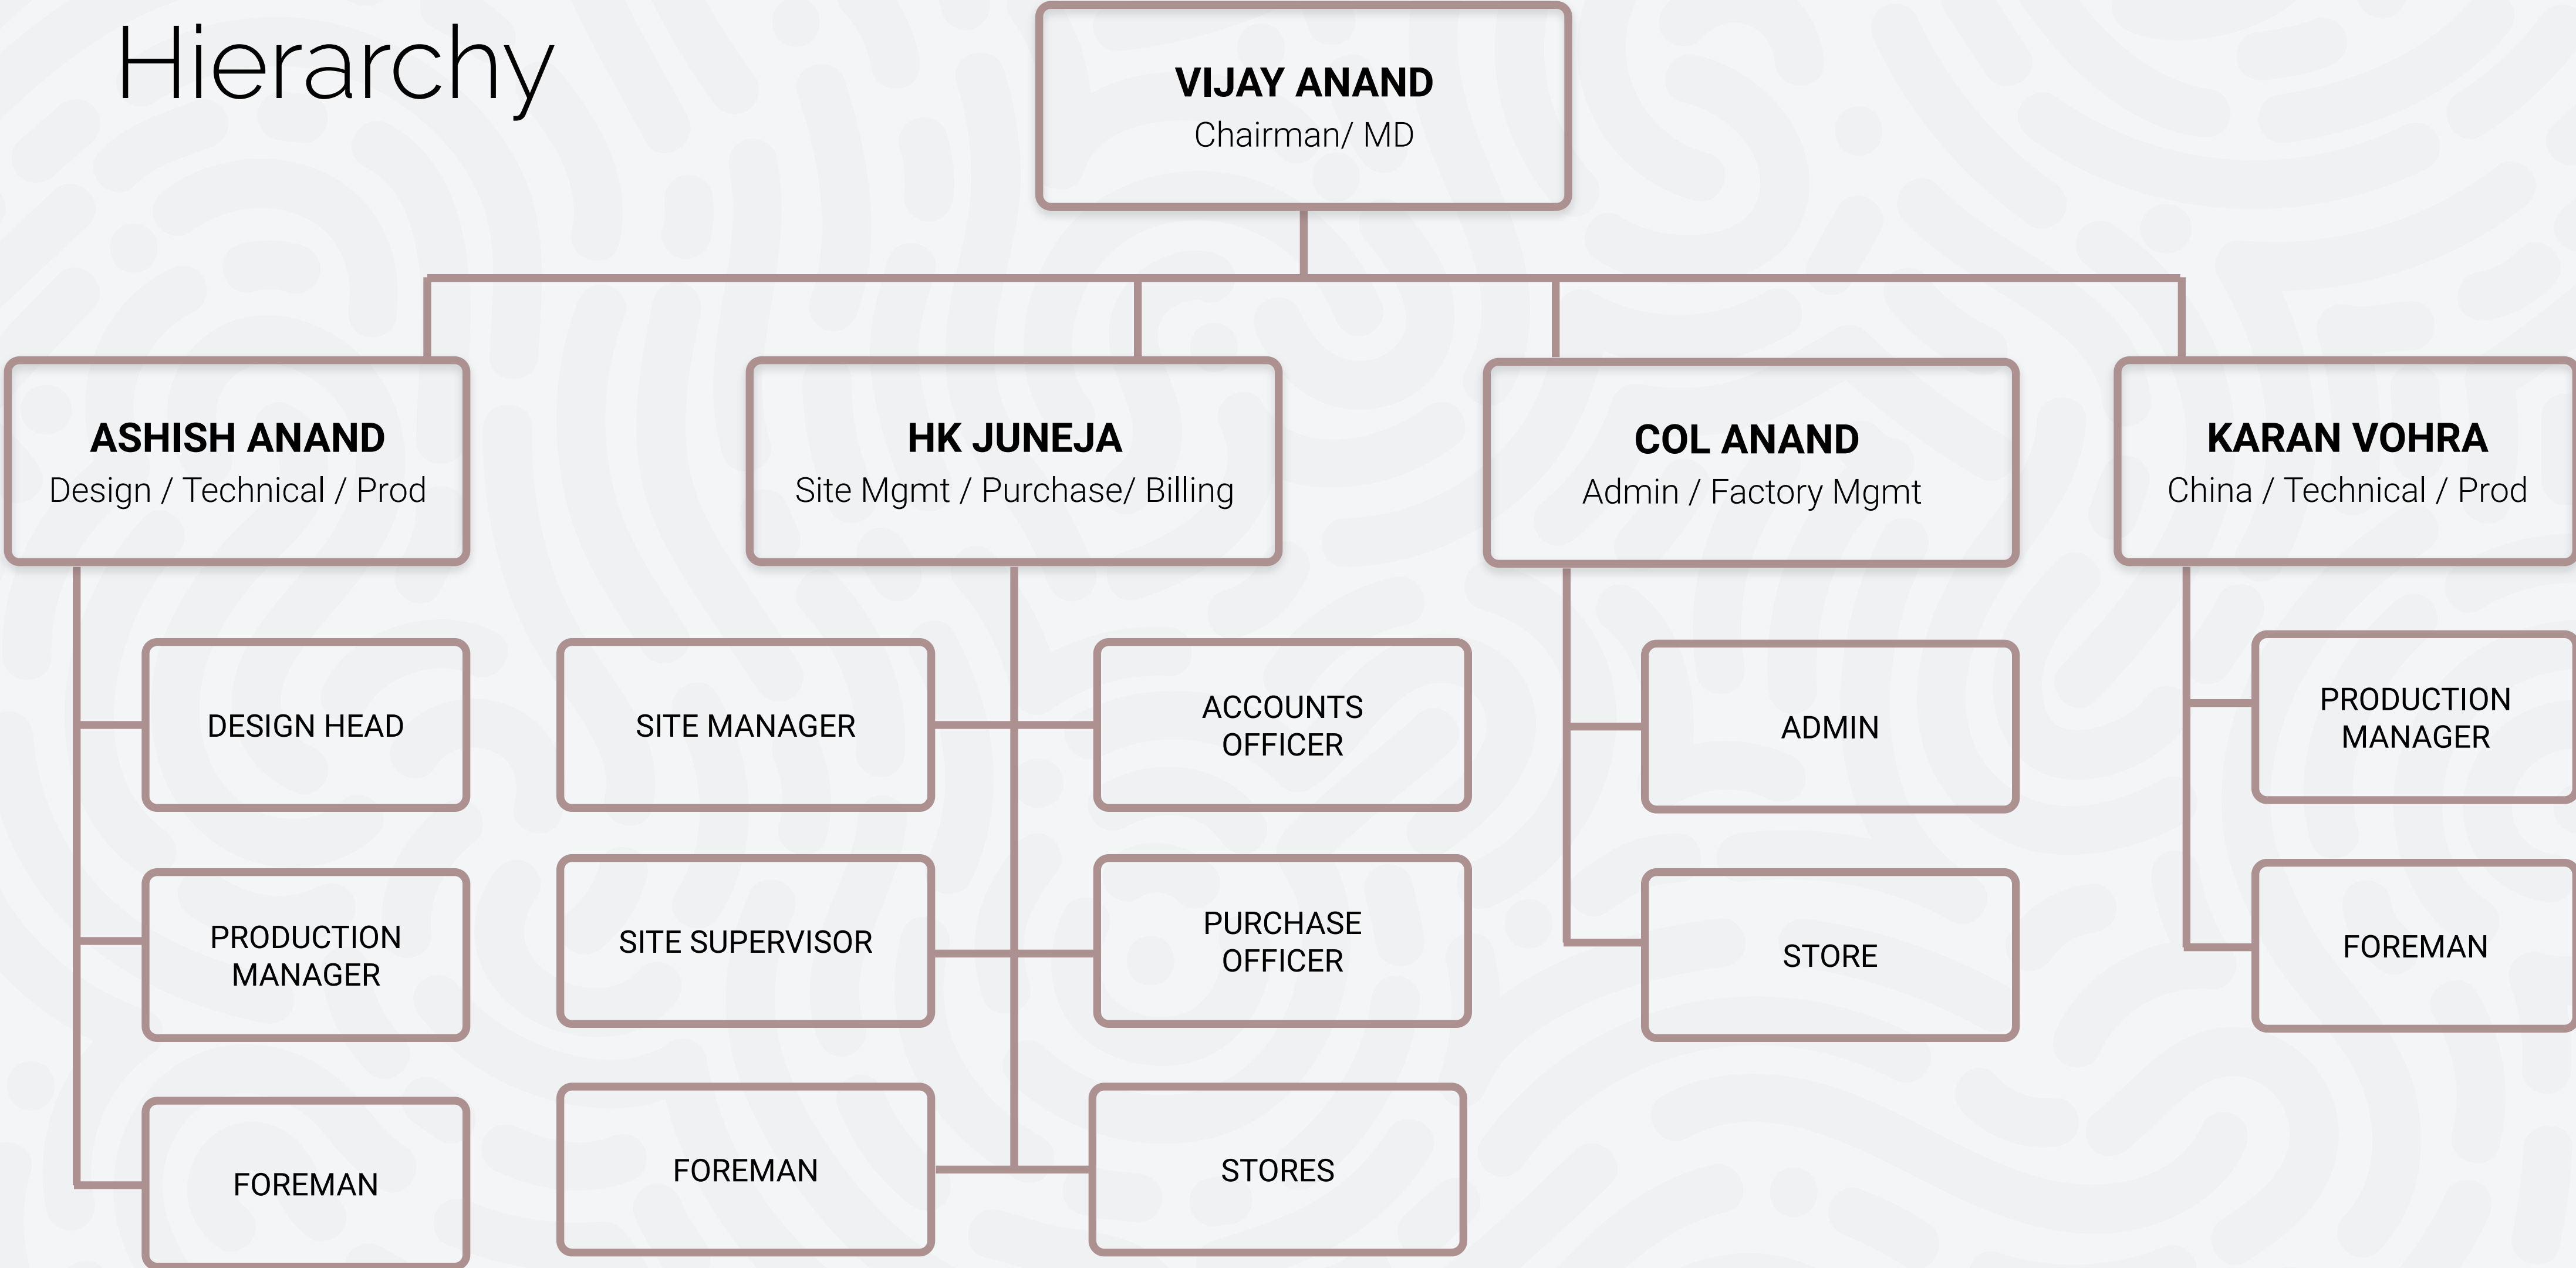 Hierarchy
VIJAY ANAND
Chairman/ MD
ASHISH ANAND
Design / Technical / Prod
HK JUNEJA
Site Mgmt / Purchase/ Billing
COL ANAND
Admin / Factory Mgmt
KARAN VOHRA
China / Technical / Prod
DESIGN HEAD
PRODUCTION
MANAGER
FOREMAN
SITE MANAGER
SITE SUPERVISOR
FOREMAN
ACCOUNTS
OFFICER
PURCHASE
OFFICER
STORES
ADMIN
STORE
PRODUCTION
MANAGER
FOREMAN